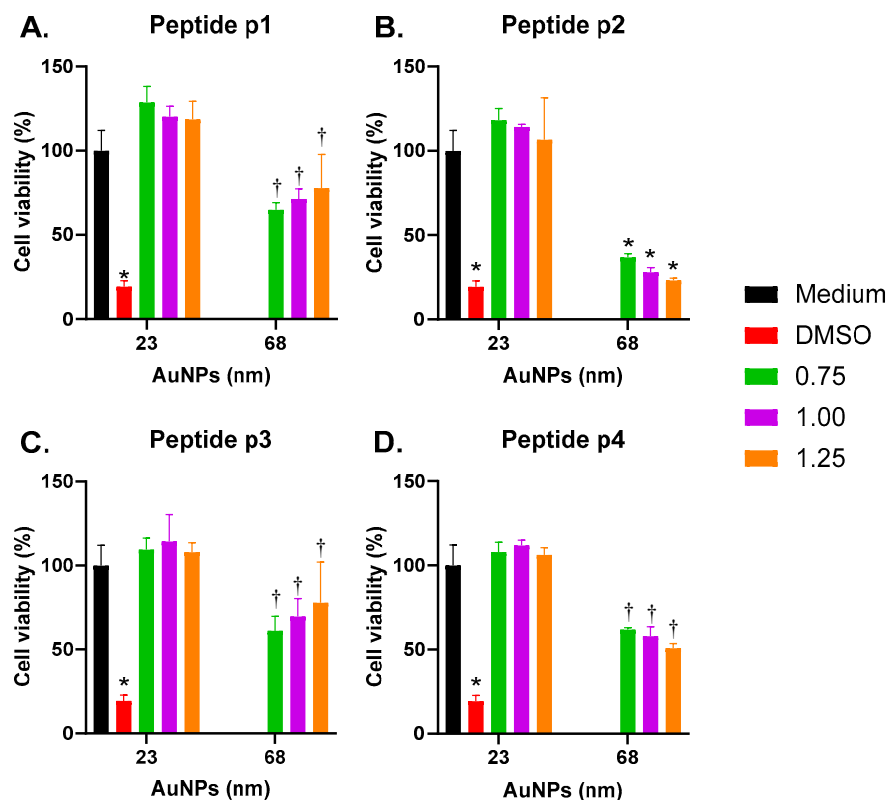 A. Peptide p1
150
100
50
0
Cell viability (%)
*
† † †
23 68
AuNPs (nm)
B. Peptide p2
150
100
50
0
Cell viability (%)
*
* * *
23 68
AuNPs (nm)
Medium
DMSO
0.75
1.00
1.25
C. Peptide p3
150
100
50
0
Cell viability (%)
*
† † †
23 68
AuNPs (nm)
D. Peptide p4
150
100
50
0
Cell viability (%)
*
† † †
23 68
AuNPs (nm)